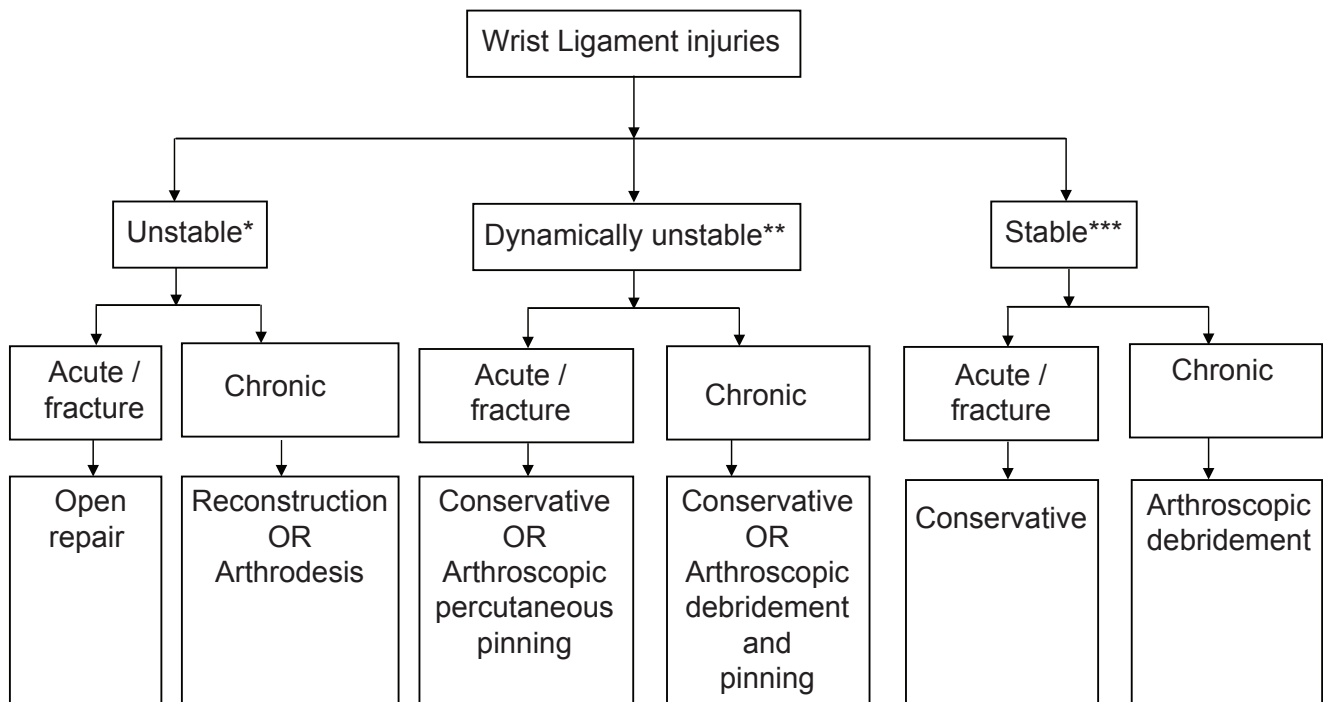 Wrist Ligament injuries
Unstable*
Dynamically unstable**
Stable***
Acute /
fracture
Chronic
Acute /
fracture
Chronic
Acute /
fracture
Chronic
Open
repair
Reconstruction
OR
Arthrodesis
Conservative
OR
Arthroscopic
percutaneous
pinning
Conservative
OR
Arthroscopic
debridement
and
pinning
Conservative
Arthroscopic
debridement